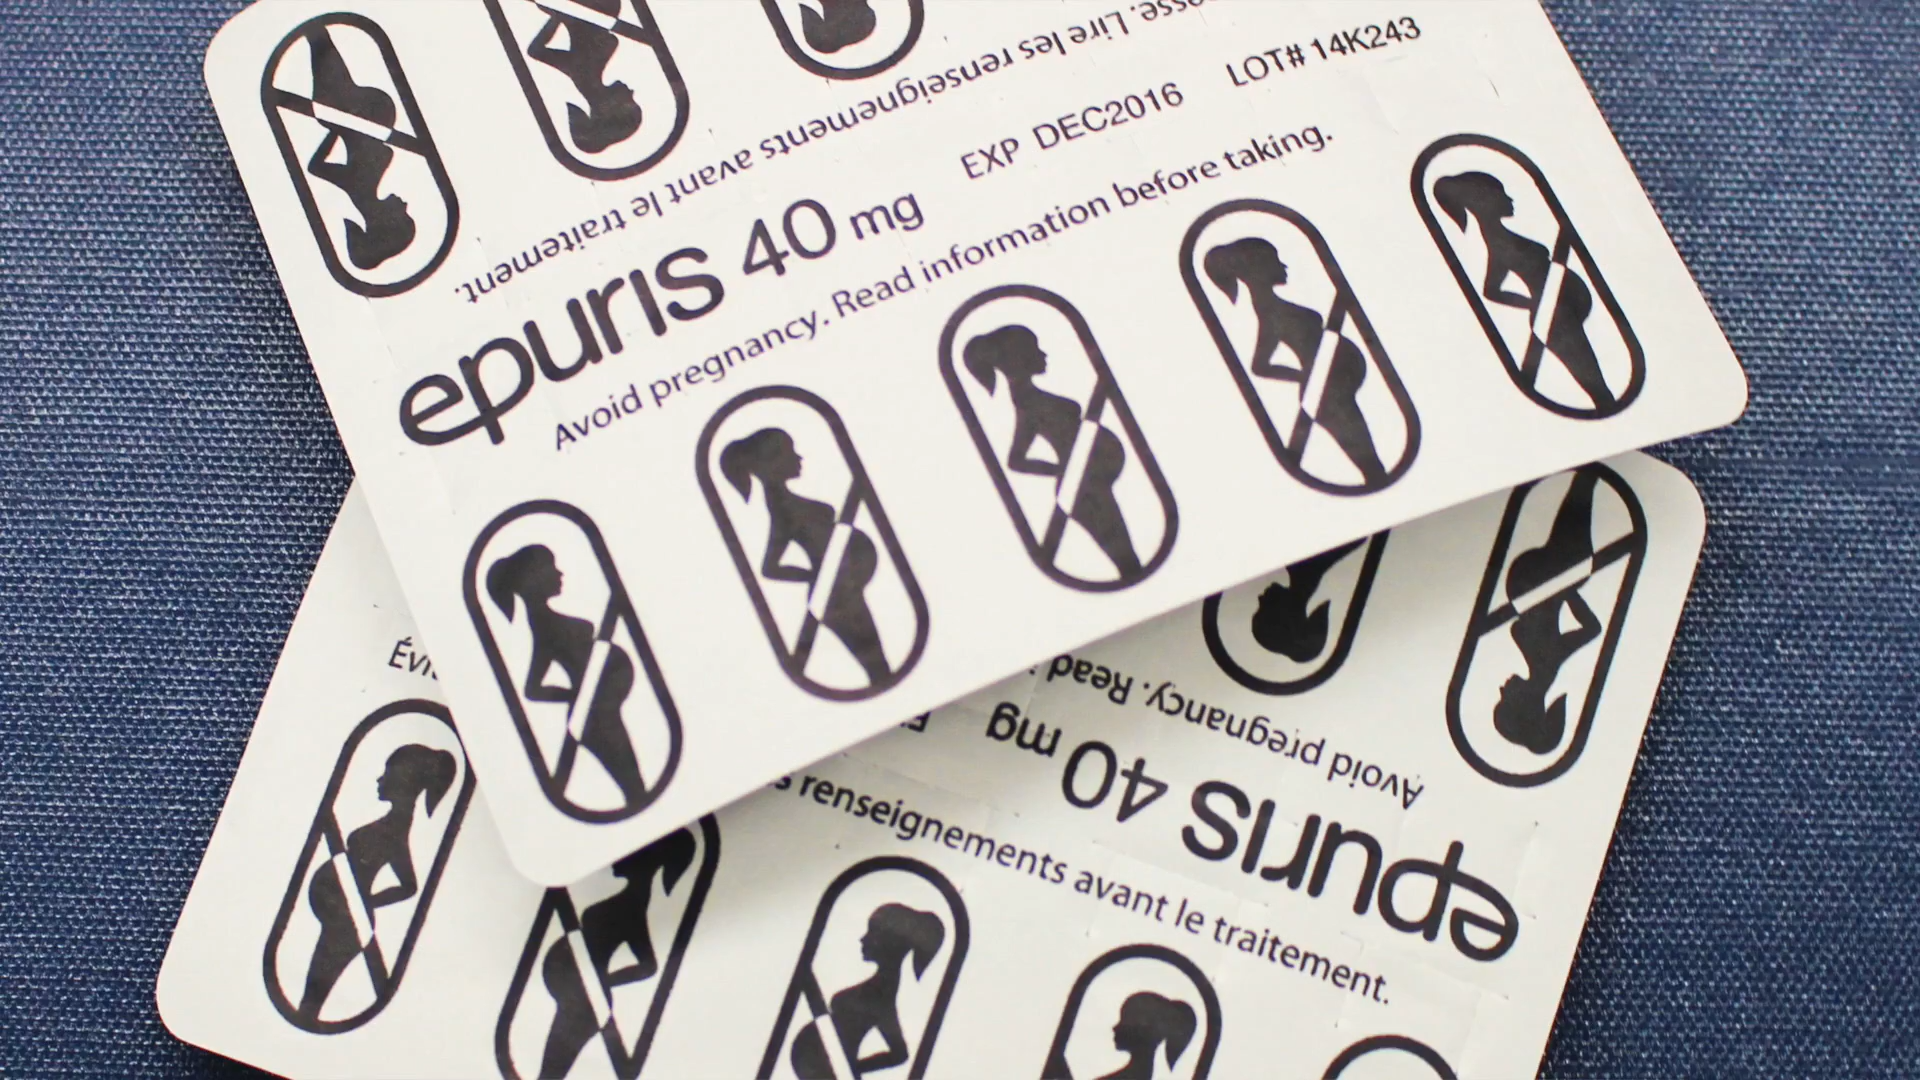 esse. Lire les renseignements avant le traitement.
epuris 40 mg EXP DEC2016 LOT# 14K243
Avoid pregnancy. Read information before taking.
Avoid pregnancy. Read
epuris 40 mg
renseignements avant le traitement.